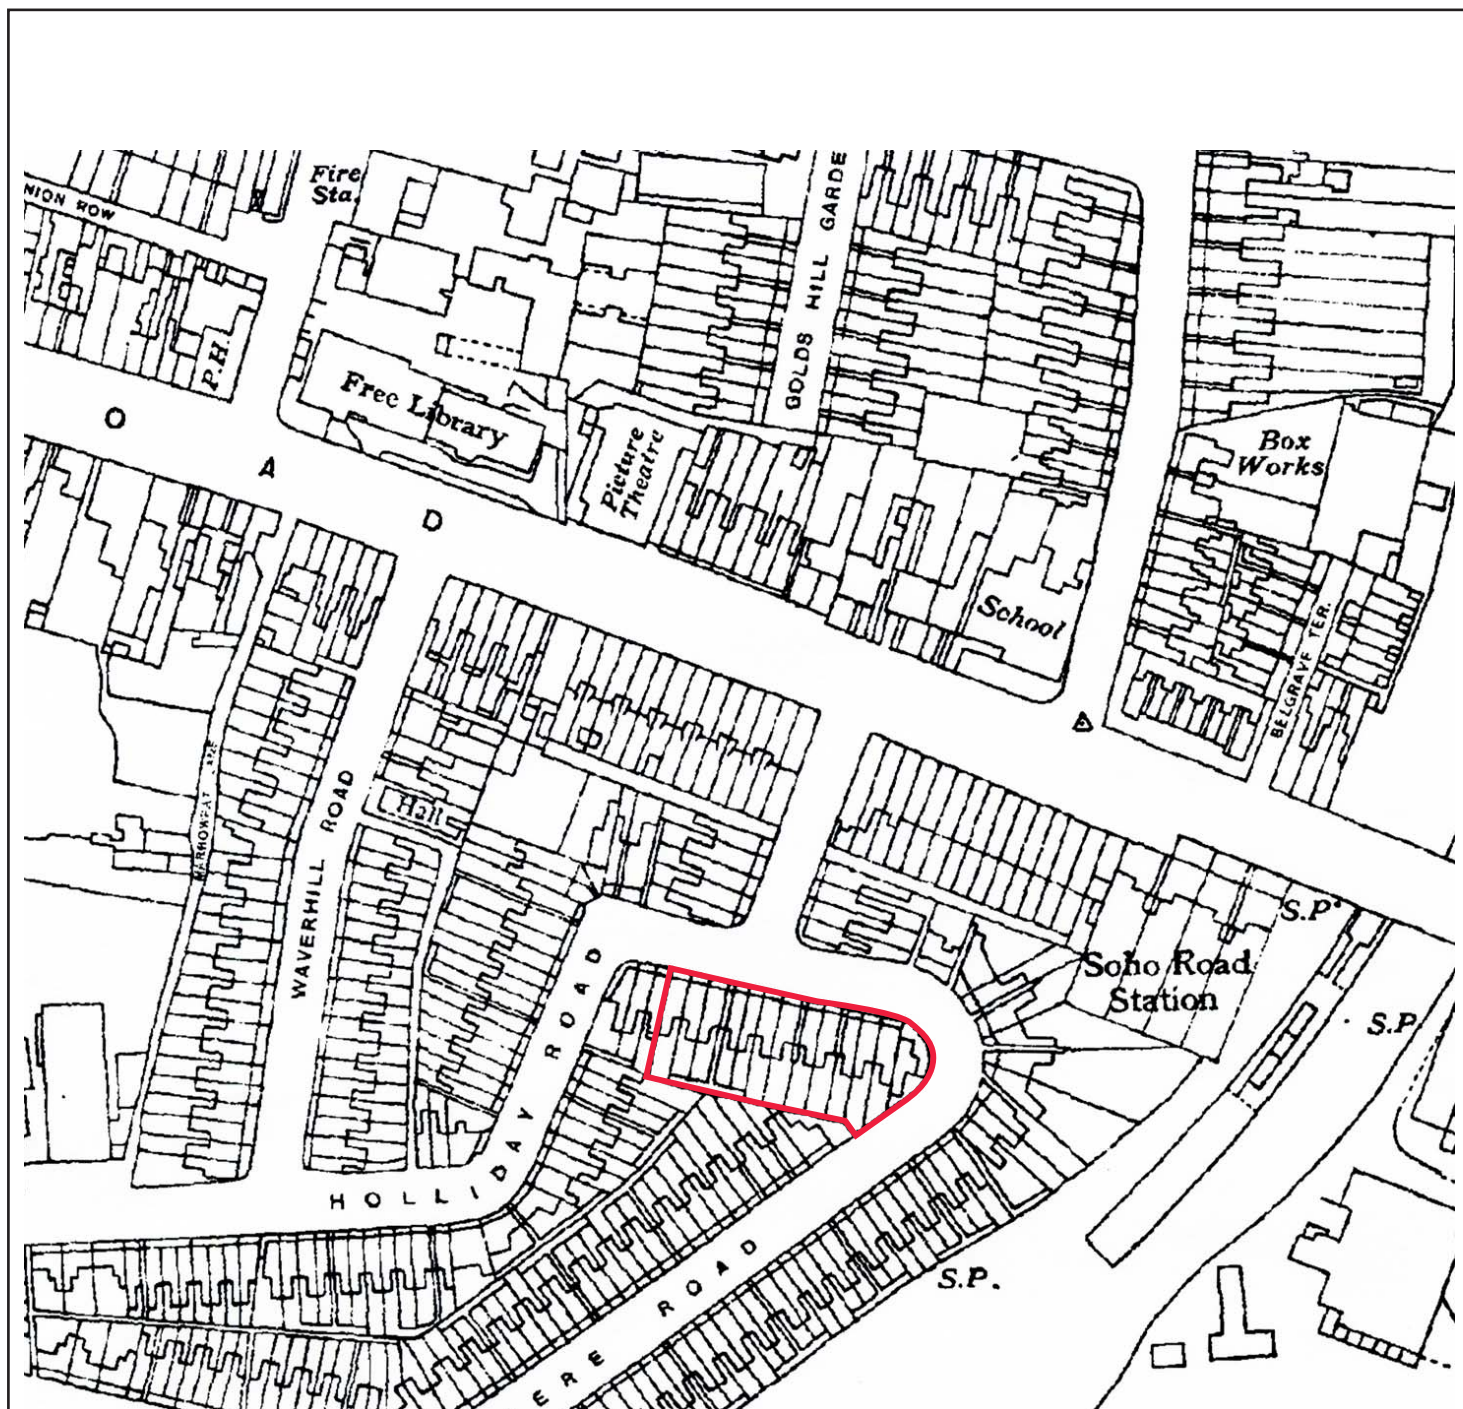 Fire
Sta.
NION ROW
GOLDS HILL GARDE
P.H.
Free Library
Picture
Theatre
Box
Works
O
A
D
School
BELGRAVE TER.
WAVERHILL ROAD
Hall
S.P.
Soho Road
Station
S.P.
HOLLIDAY ROAD
S.P.
ERE ROAD